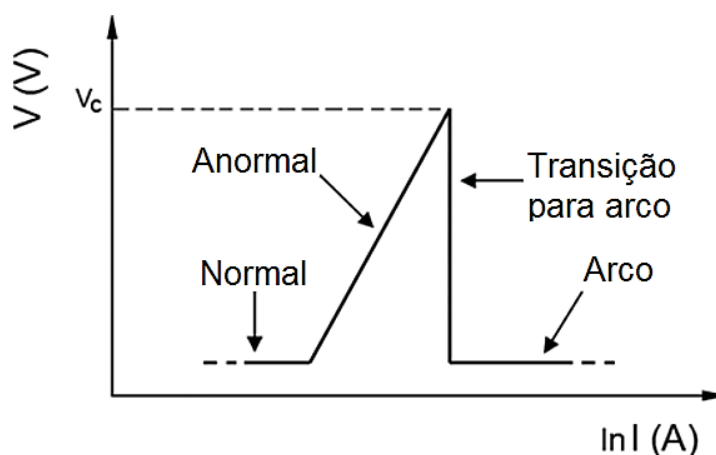 V (V)
Vc
Anormal
Transição
para arco
Normal
Arco
ln I (A)